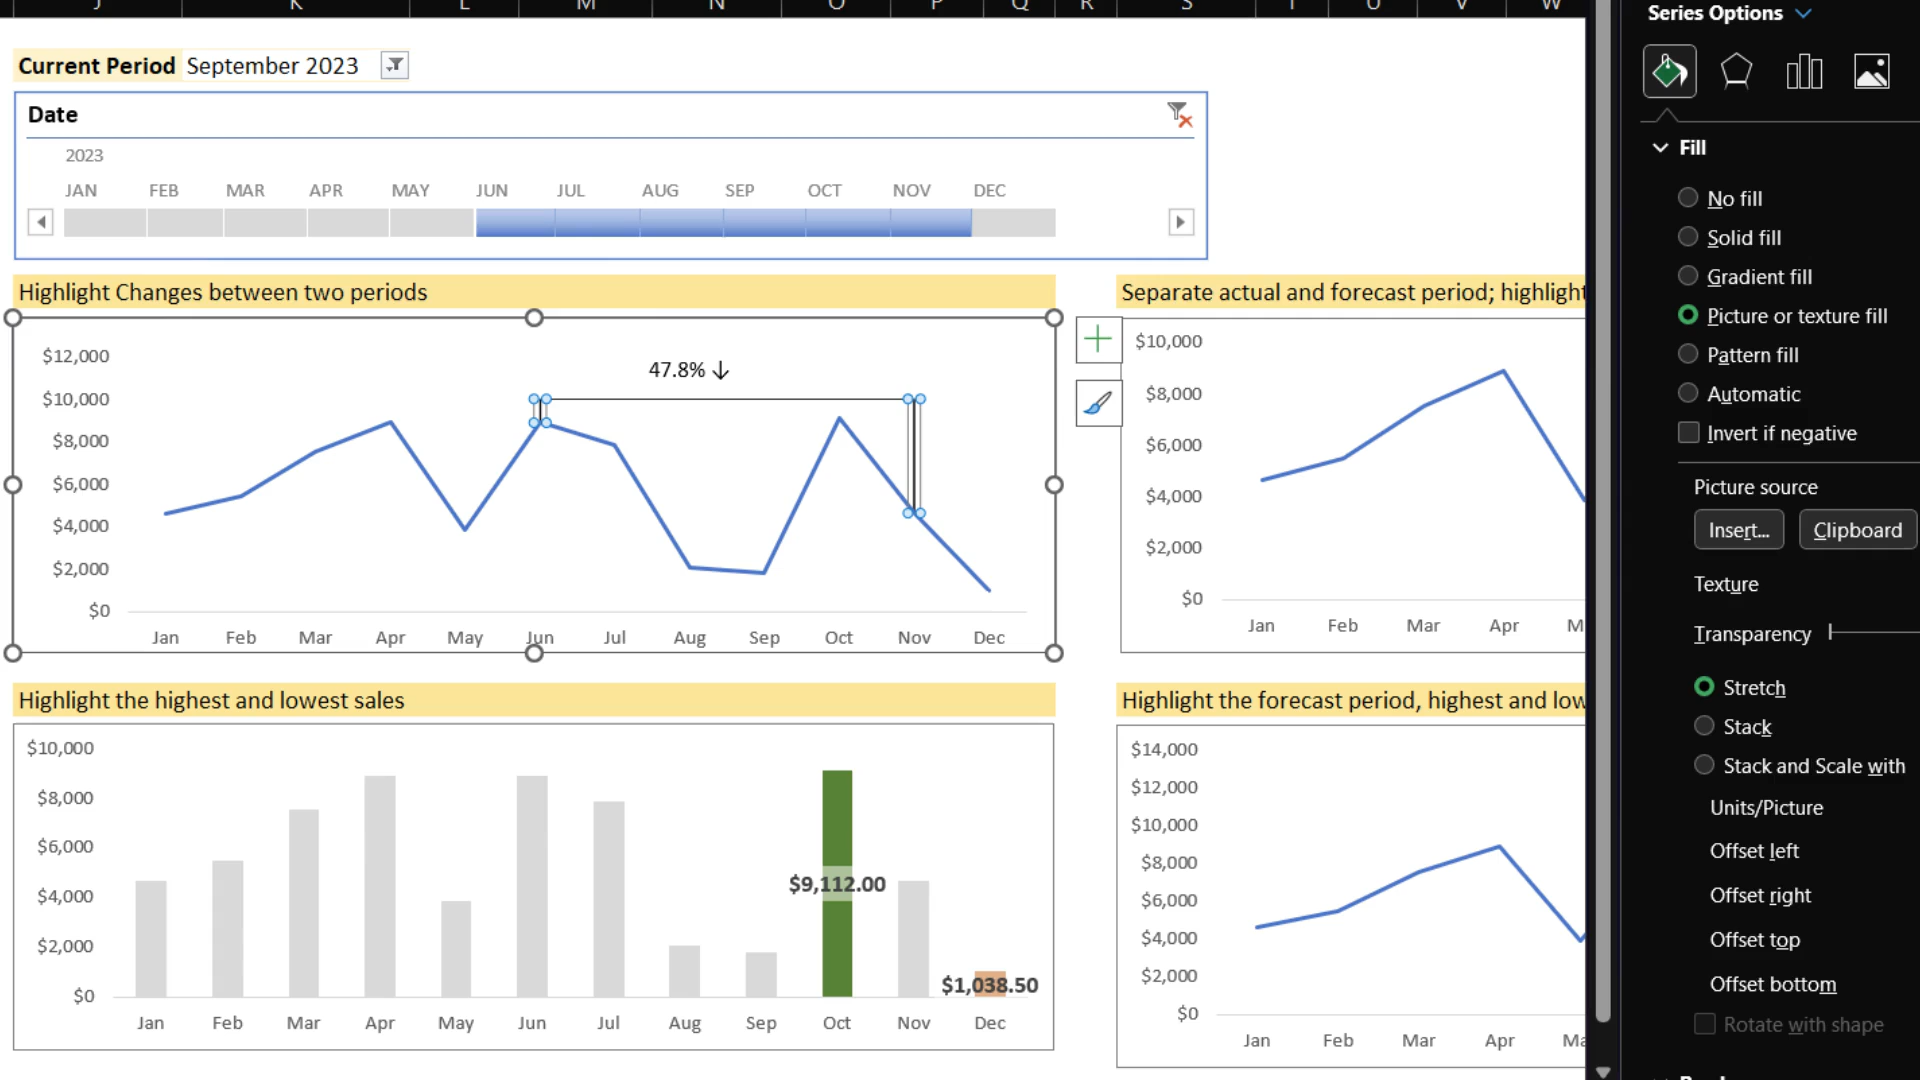 J K L M N O P Q R S T U V W
Series Options
Current Period September 2023
Date
2023
JAN FEB MAR APR MAY JUN JUL AUG SEP OCT NOV DEC
Highlight Changes between two periods
$12,000
$10,000
$8,000
$6,000
$4,000
$2,000
$0
47.8% ↓
Jan Feb Mar Apr May Jun Jul Aug Sep Oct Nov Dec
Separate actual and forecast period; highlight
$10,000
$8,000
$6,000
$4,000
$2,000
$0
Jan Feb Mar Apr M
Highlight the highest and lowest sales
$10,000
$8,000
$6,000
$4,000
$2,000
$0
$9,112.00
$1,038.50
Jan Feb Mar Apr May Jun Jul Aug Sep Oct Nov Dec
Highlight the forecast period, highest and low
$14,000
$12,000
$10,000
$8,000
$6,000
$4,000
$2,000
$0
Jan Feb Mar Apr Ma
Fill
No fill
Solid fill
Gradient fill
Picture or texture fill
Pattern fill
Automatic
Invert if negative
Picture source
Insert... Clipboard
Texture
Transparency
Stretch
Stack
Stack and Scale with
Units/Picture
Offset left
Offset right
Offset top
Offset bottom
Rotate with shape